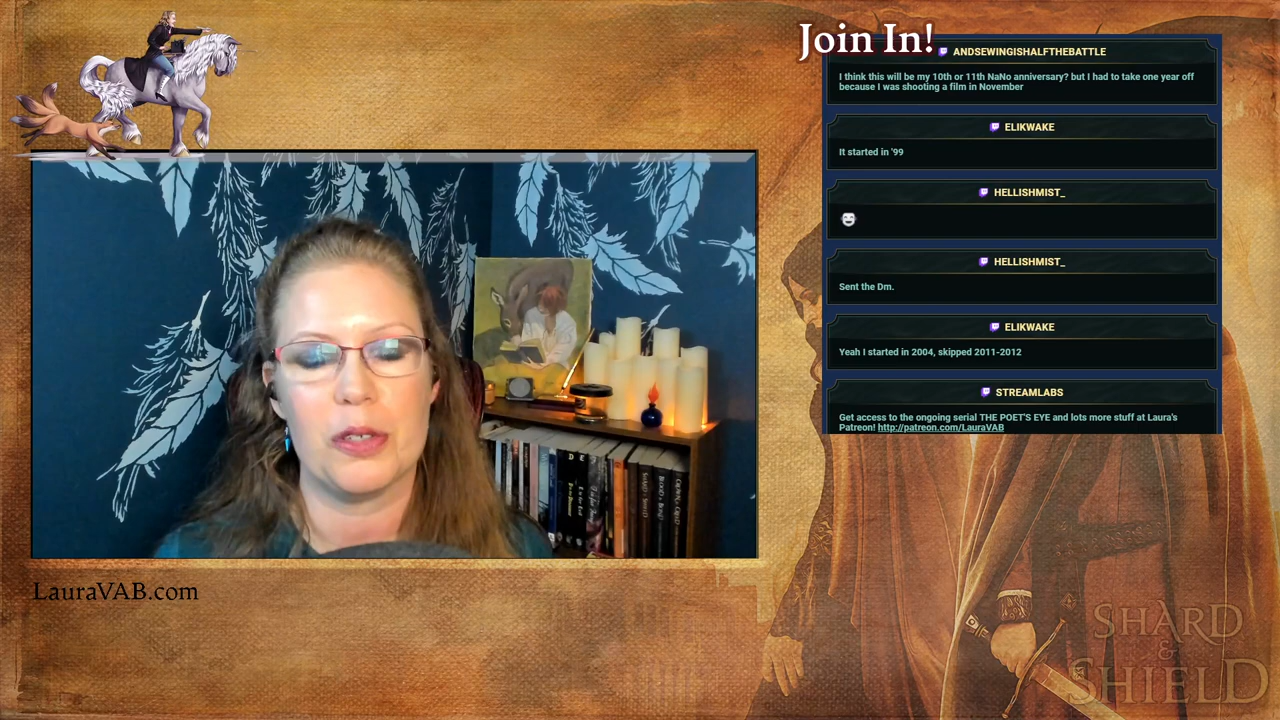 Join In!
ANDSEWINGISHALFTHEBATTLE
I think this will be my 10th or 11th NaNo anniversary? but I had to take one year off
because I was shooting a film in November
ELIKWAKE
It started in '99
HELLISHMIST_
HELLISHMIST_
Sent the Dm.
ELIKWAKE
Yeah I started in 2004, skipped 2011-2012
STREAMLABS
Get access to the ongoing serial THE POET'S EYE and lots more stuff at Laura's
Patreon! http://patreon.com/LauraVAB
LauraVAB.com
SHARD
&
SHIELD